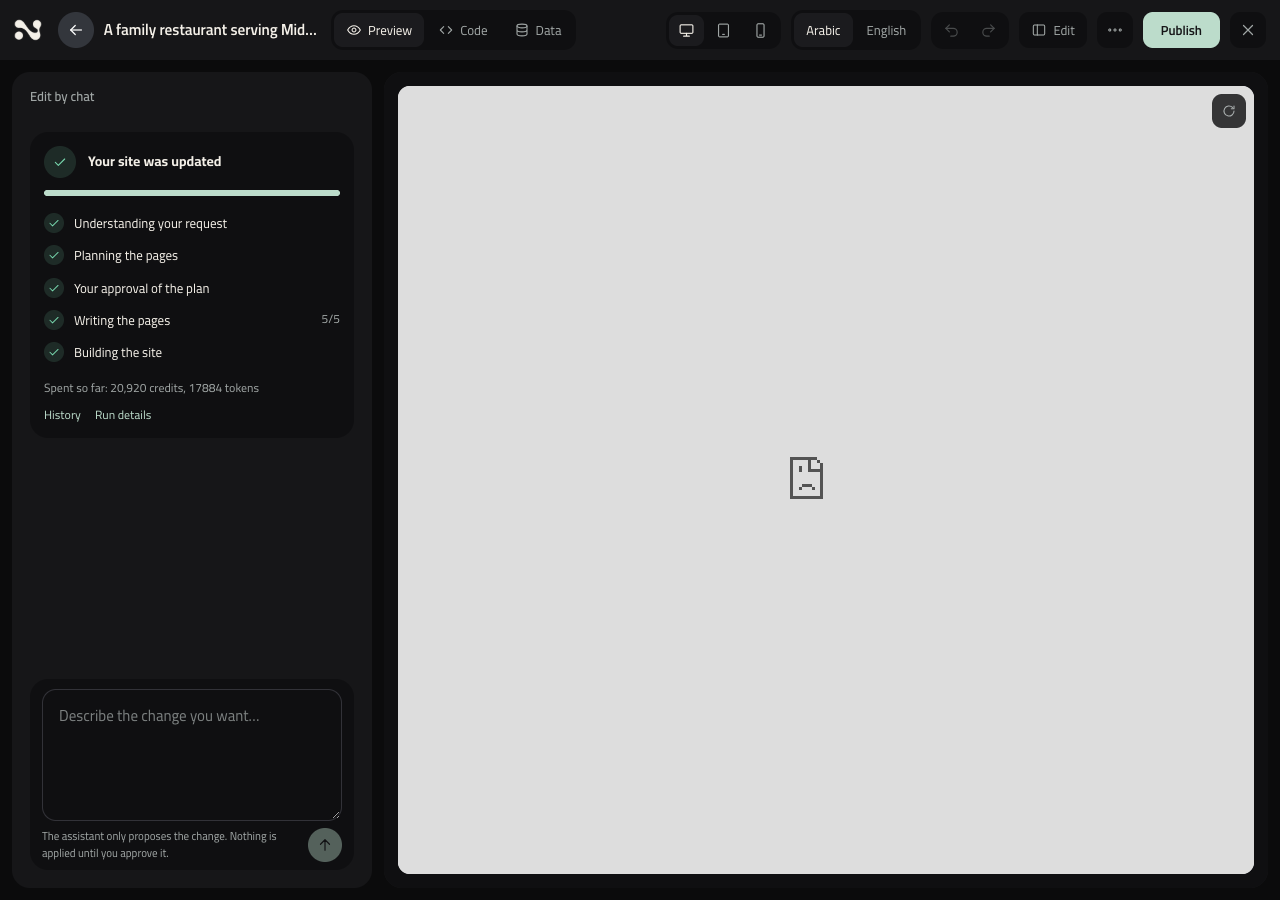 A family restaurant serving Mid...
Preview
Code
Data
Arabic
English
Edit
Publish
Edit by chat
Your site was updated
Understanding your request
Planning the pages
Your approval of the plan
Writing the pages 5/5
Building the site
Spent so far: 20,920 credits, 17884 tokens
History Run details
Describe the change you want...
The assistant only proposes the change. Nothing is
applied until you approve it.